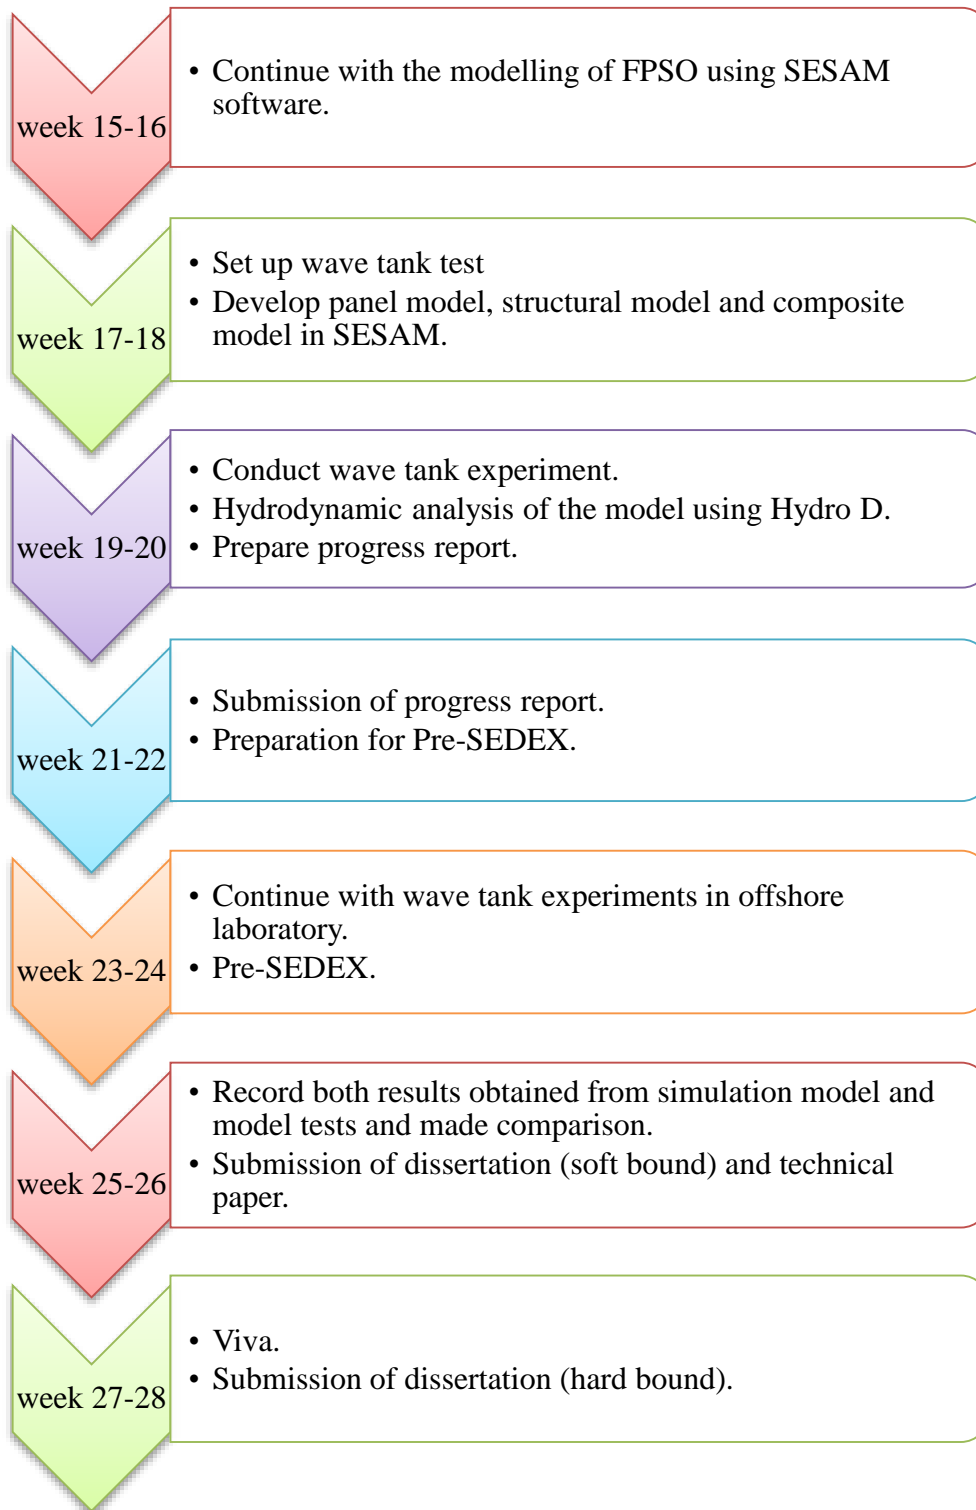 week 15-16
• Continue with the modelling of FPSO using SESAM
software.
week 17-18
• Set up wave tank test
• Develop panel model, structural model and composite
model in SESAM.
week 19-20
• Conduct wave tank experiment.
• Hydrodynamic analysis of the model using Hydro D.
• Prepare progress report.
week 21-22
• Submission of progress report.
• Preparation for Pre-SEDEX.
week 23-24
• Continue with wave tank experiments in offshore
laboratory.
• Pre-SEDEX.
week 25-26
• Record both results obtained from simulation model and
model tests and made comparison.
• Submission of dissertation (soft bound) and technical
paper.
week 27-28
• Viva.
• Submission of dissertation (hard bound).